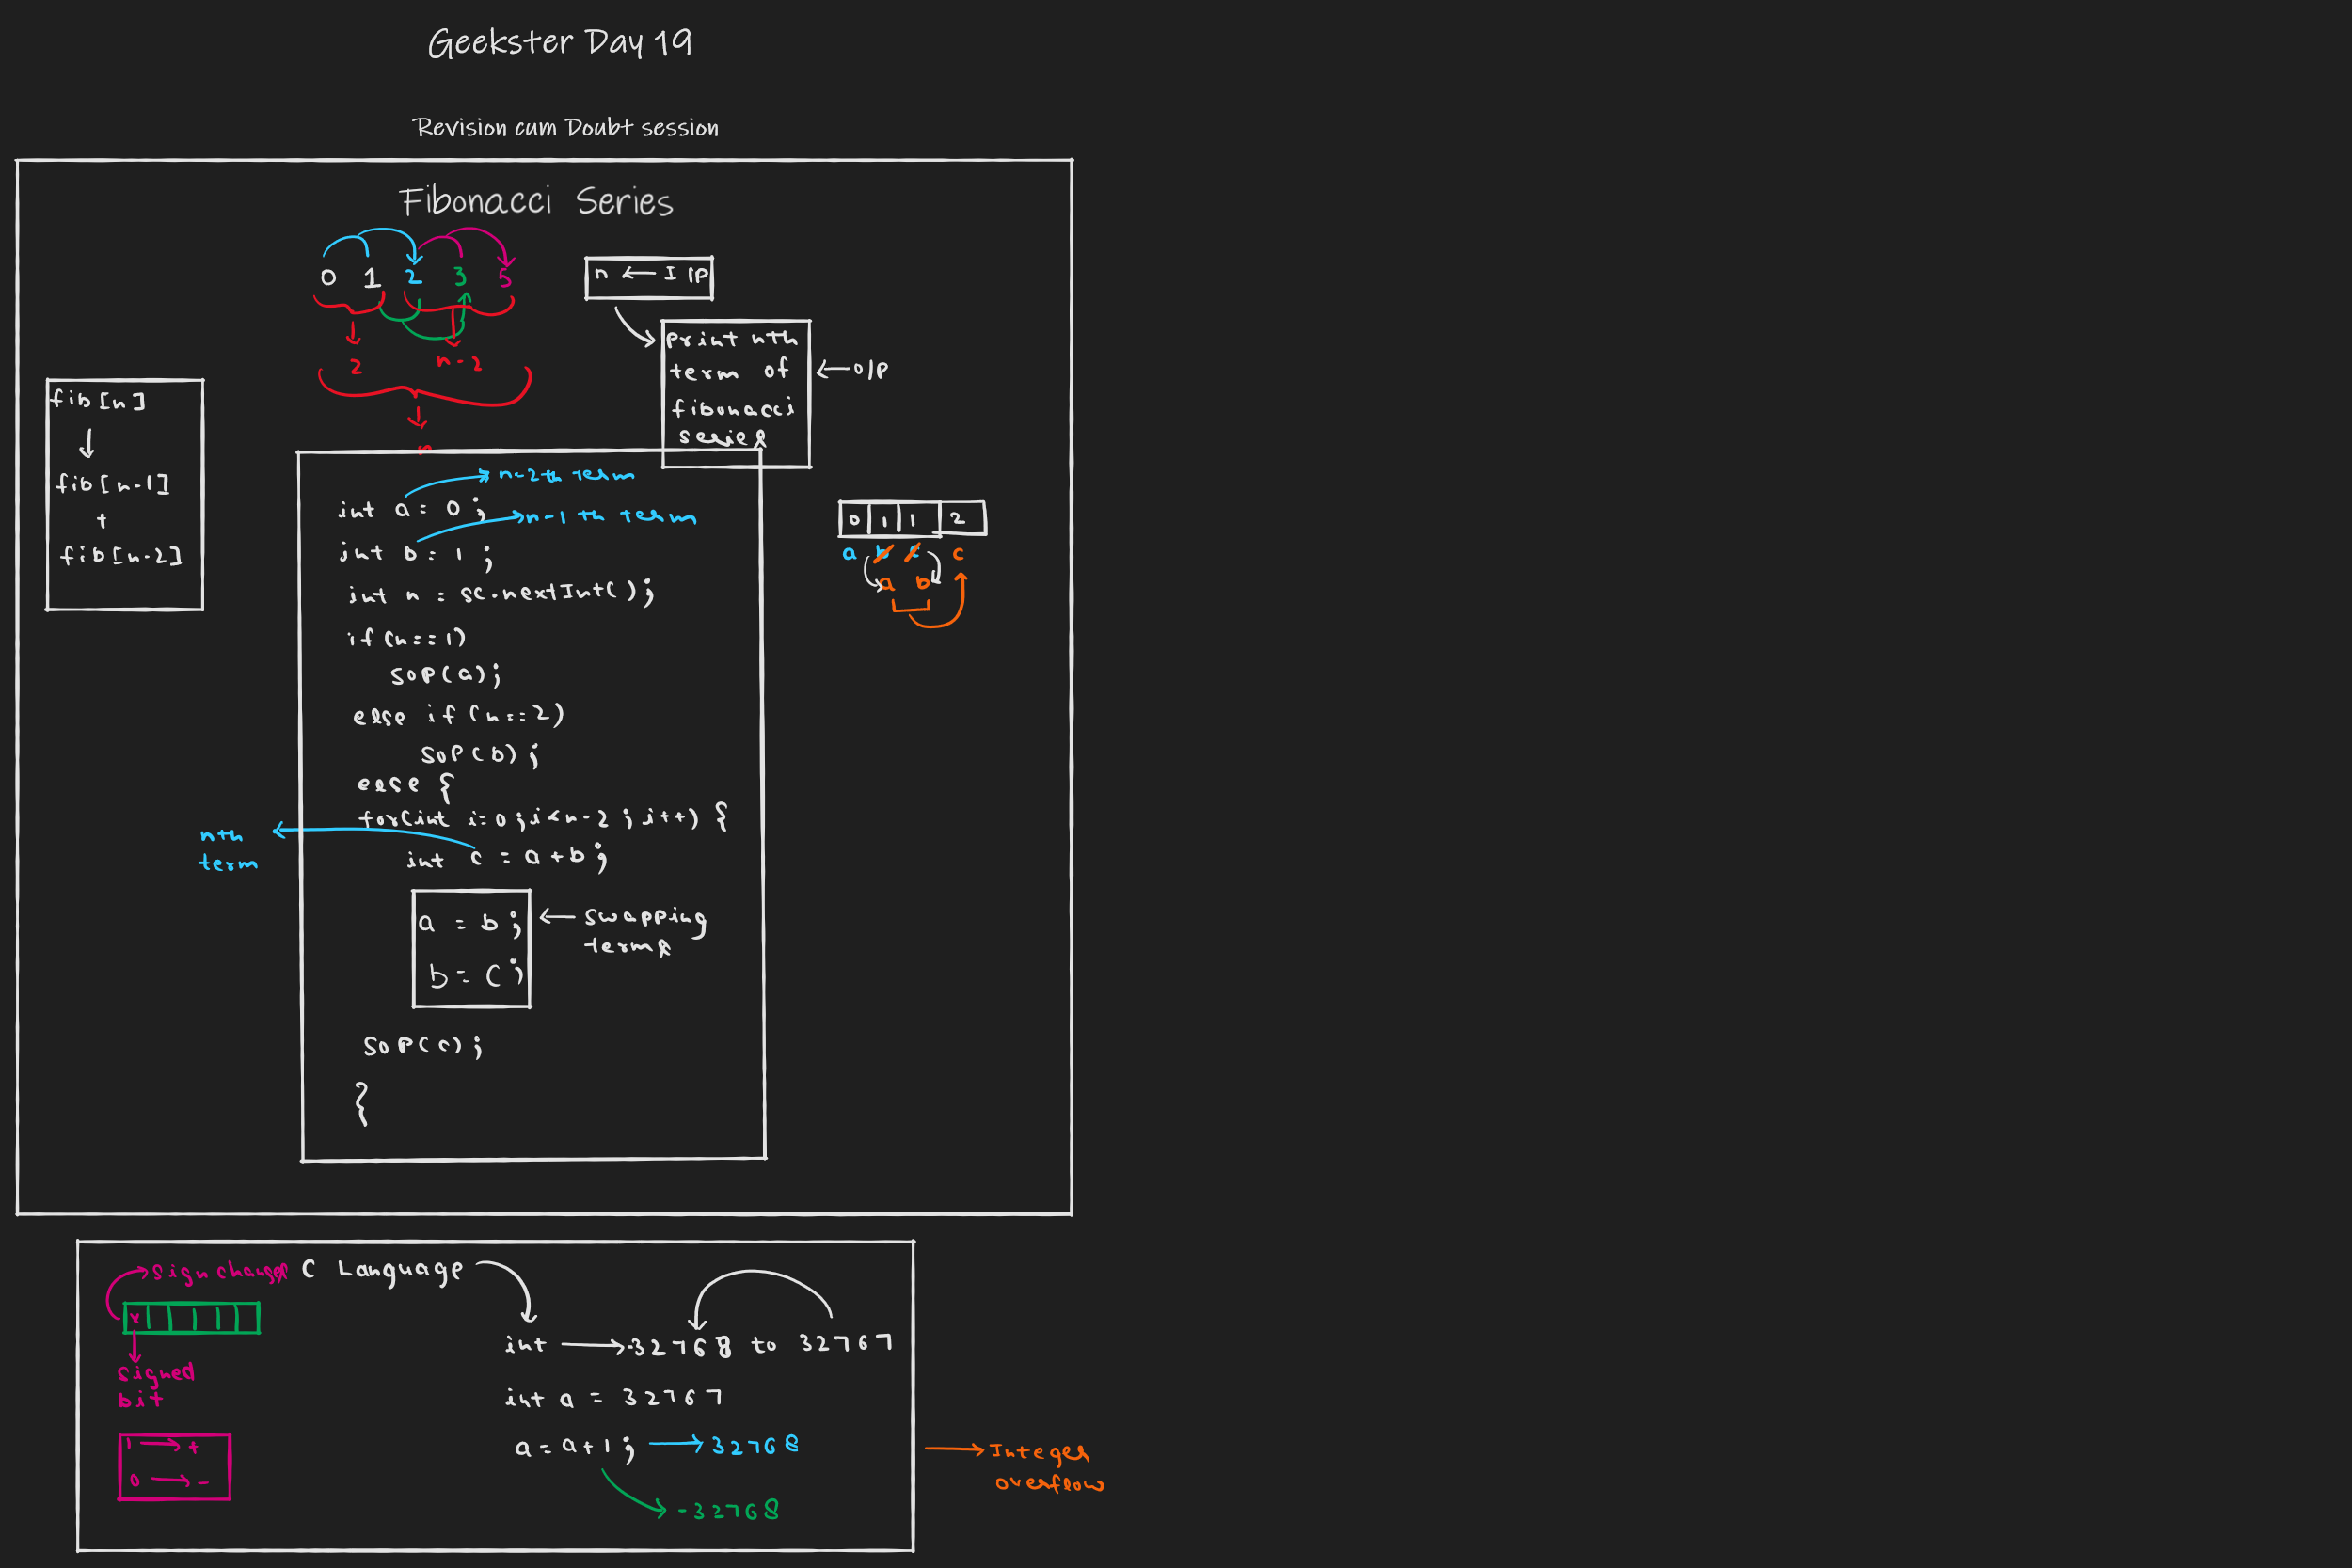 Geekster Day 19
Revision cum Doubt session
Fibonacci Series
0 1 2 3 5
2 n-2
n
n ← I/P
print nth
term of
fibonacci
series
← O/P
fib[n]
↓
fib[n-1]
+
fib[n-2]
n-2th term
int a = 0;
n-1th term
int b = 1;
int n = sc.nextInt();
if(n==1)
SOP(a);
else if(n==2)
SOP(b);
else {
for(int i=0;i<n-2;i++) {
int c = a+b;
nth
term
a = b;
b = c;
← swapping
terms
SOP(c);
{
0 1 1 2
a b c c
a b
sign changes
C Language
signed
bit
1 → +
0 → -
int → -32768 to 32767
int a = 32767
a = a+1; → 32768
-32768
→ Integer
overflow